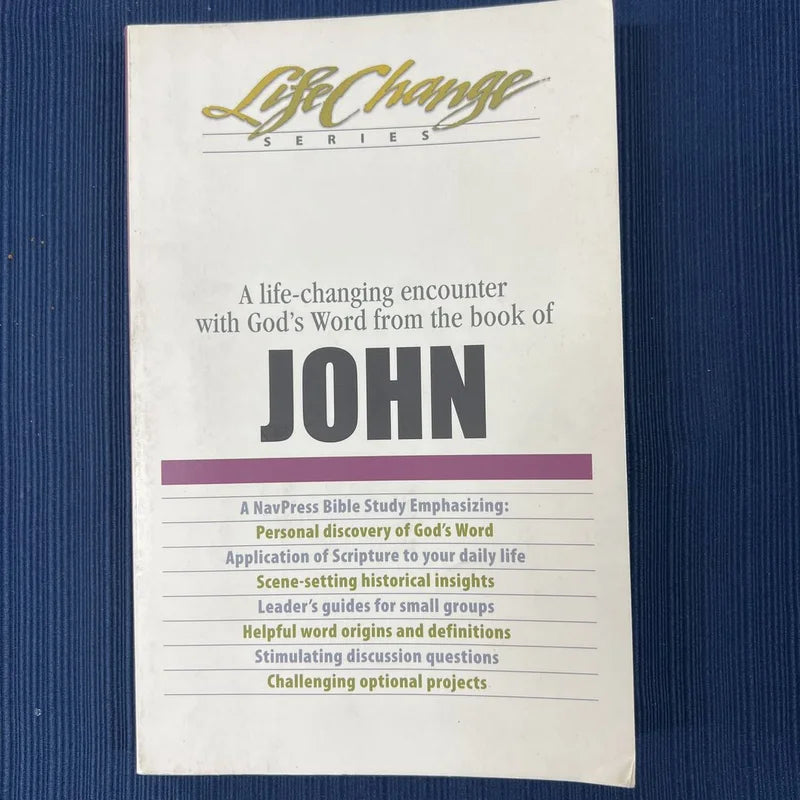 LifeChange
SERIES
A life-changing encounter
with God's Word from the book of
JOHN
A NavPress Bible Study Emphasizing:
Personal discovery of God's Word
Application of Scripture to your daily life
Scene-setting historical insights
Leader's guides for small groups
Helpful word origins and definitions
Stimulating discussion questions
Challenging optional projects